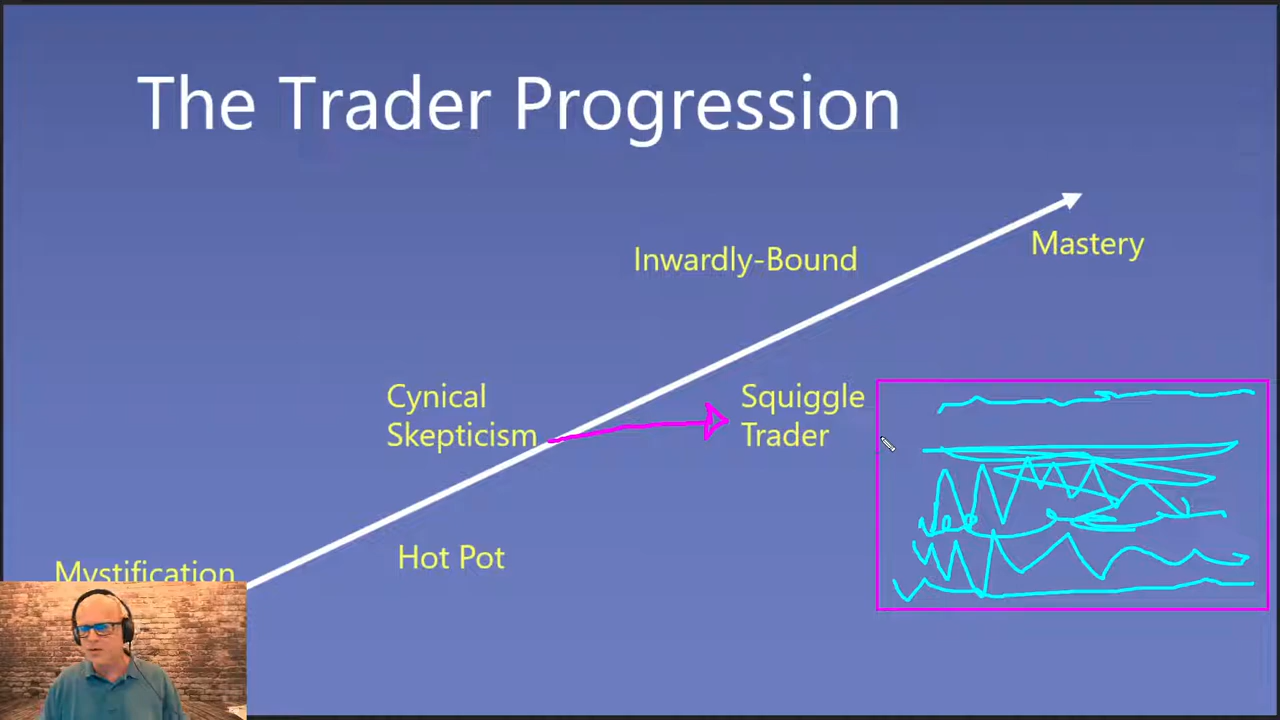 The Trader Progression
Inwardly-Bound
Mastery
Cynical
Skepticism
Squiggle
Trader
Hot Pot
Mystification